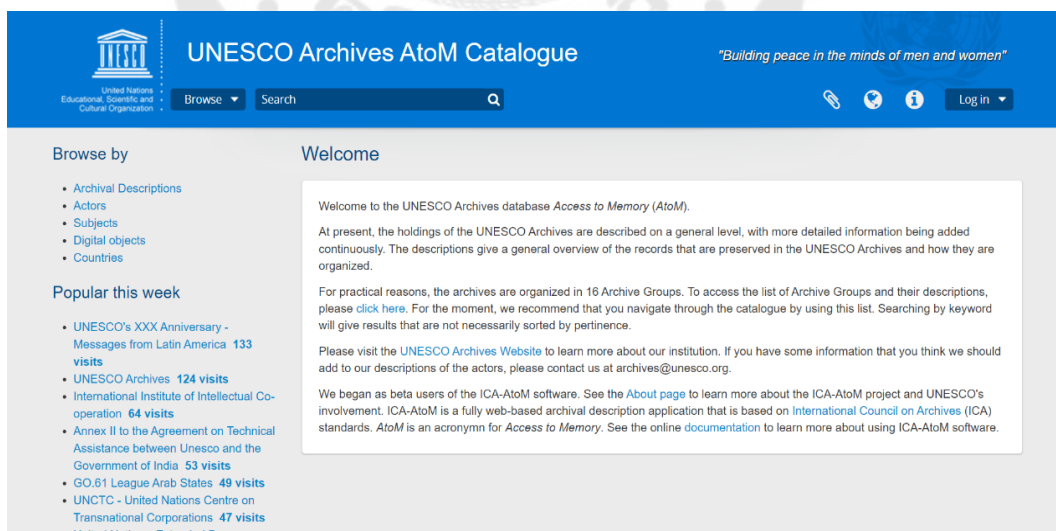 UNESCO
United Nations
Educational, Scientific and
Cultural Organization
UNESCO Archives AtoM Catalogue
"Building peace in the minds of men and women"
Browse
Search
Log in
Browse by
Archival Descriptions
Actors
Subjects
Digital objects
Countries
Popular this week
UNESCO's XXX Anniversary -
Messages from Latin America 133
visits
UNESCO Archives 124 visits
International Institute of Intellectual Co-
operation 64 visits
Annex II to the Agreement on Technical
Assistance between Unesco and the
Government of India 53 visits
GO.61 League Arab States 49 visits
UNCTC - United Nations Centre on
Transnational Corporations 47 visits
Welcome
Welcome to the UNESCO Archives database Access to Memory (AtoM).
At present, the holdings of the UNESCO Archives are described on a general level, with more detailed information being added
continuously. The descriptions give a general overview of the records that are preserved in the UNESCO Archives and how they are
organized.
For practical reasons, the archives are organized in 16 Archive Groups. To access the list of Archive Groups and their descriptions,
please click here. For the moment, we recommend that you navigate through the catalogue by using this list. Searching by keyword
will give results that are not necessarily sorted by pertinence.
Please visit the UNESCO Archives Website to learn more about our institution. If you have some information that you think we should
add to our descriptions of the actors, please contact us at archives@unesco.org.
We began as beta users of the ICA-AtoM software. See the About page to learn more about the ICA-AtoM project and UNESCO's
involvement. ICA-AtoM is a fully web-based archival description application that is based on International Council on Archives (ICA)
standards. AtoM is an acronymn for Access to Memory. See the online documentation to learn more about using ICA-AtoM software.